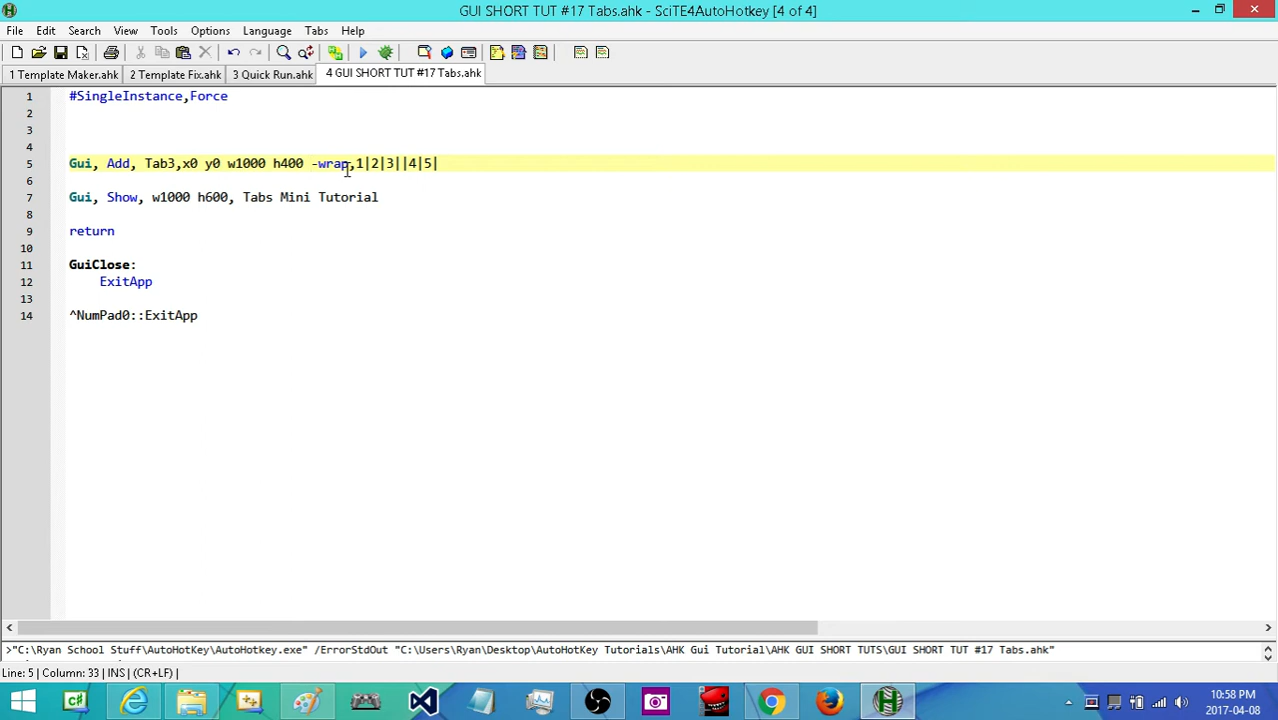 GUI SHORT TUT #17 Tabs.ahk - SciTE4AutoHotkey [4 of 4]
File Edit Search View Tools Options Language Macros Tabs Help
1 Template Maker.ahk 2 Template Fix.ahk 3 Quick Run.ahk 4 GUI SHORT TUT #17 Tabs.ahk
1 #SingleInstance,Force
2
3
4
5 Gui, Add, Tab3,x0 y0 w1000 h400 -wrap,1|2|3||4|5|
6
7 Gui, Show, w1000 h600, Tabs Mini Tutorial
8
9 return
10
11 GuiClose:
12 ExitApp
13
14 ^NumPad0::ExitApp
>"C:\Ryan School Stuff\AutoHotKey\AutoHotkey.exe" /ErrorStdOut "C:\Users\Ryan\Desktop\AutoHotKey Tutorials\AHK Gui Tutorial\AHK GUI SHORT TUTS\GUI SHORT TUT #17 Tabs.ahk"
Line: 5 | Column: 33 | INS | (CR+LF) |
C#
10:58 PM
2017-04-08